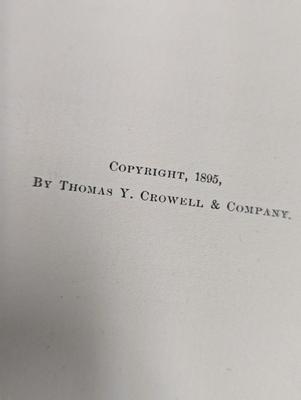 Copyright, 1895,
By Thomas Y. Crowell & Company.